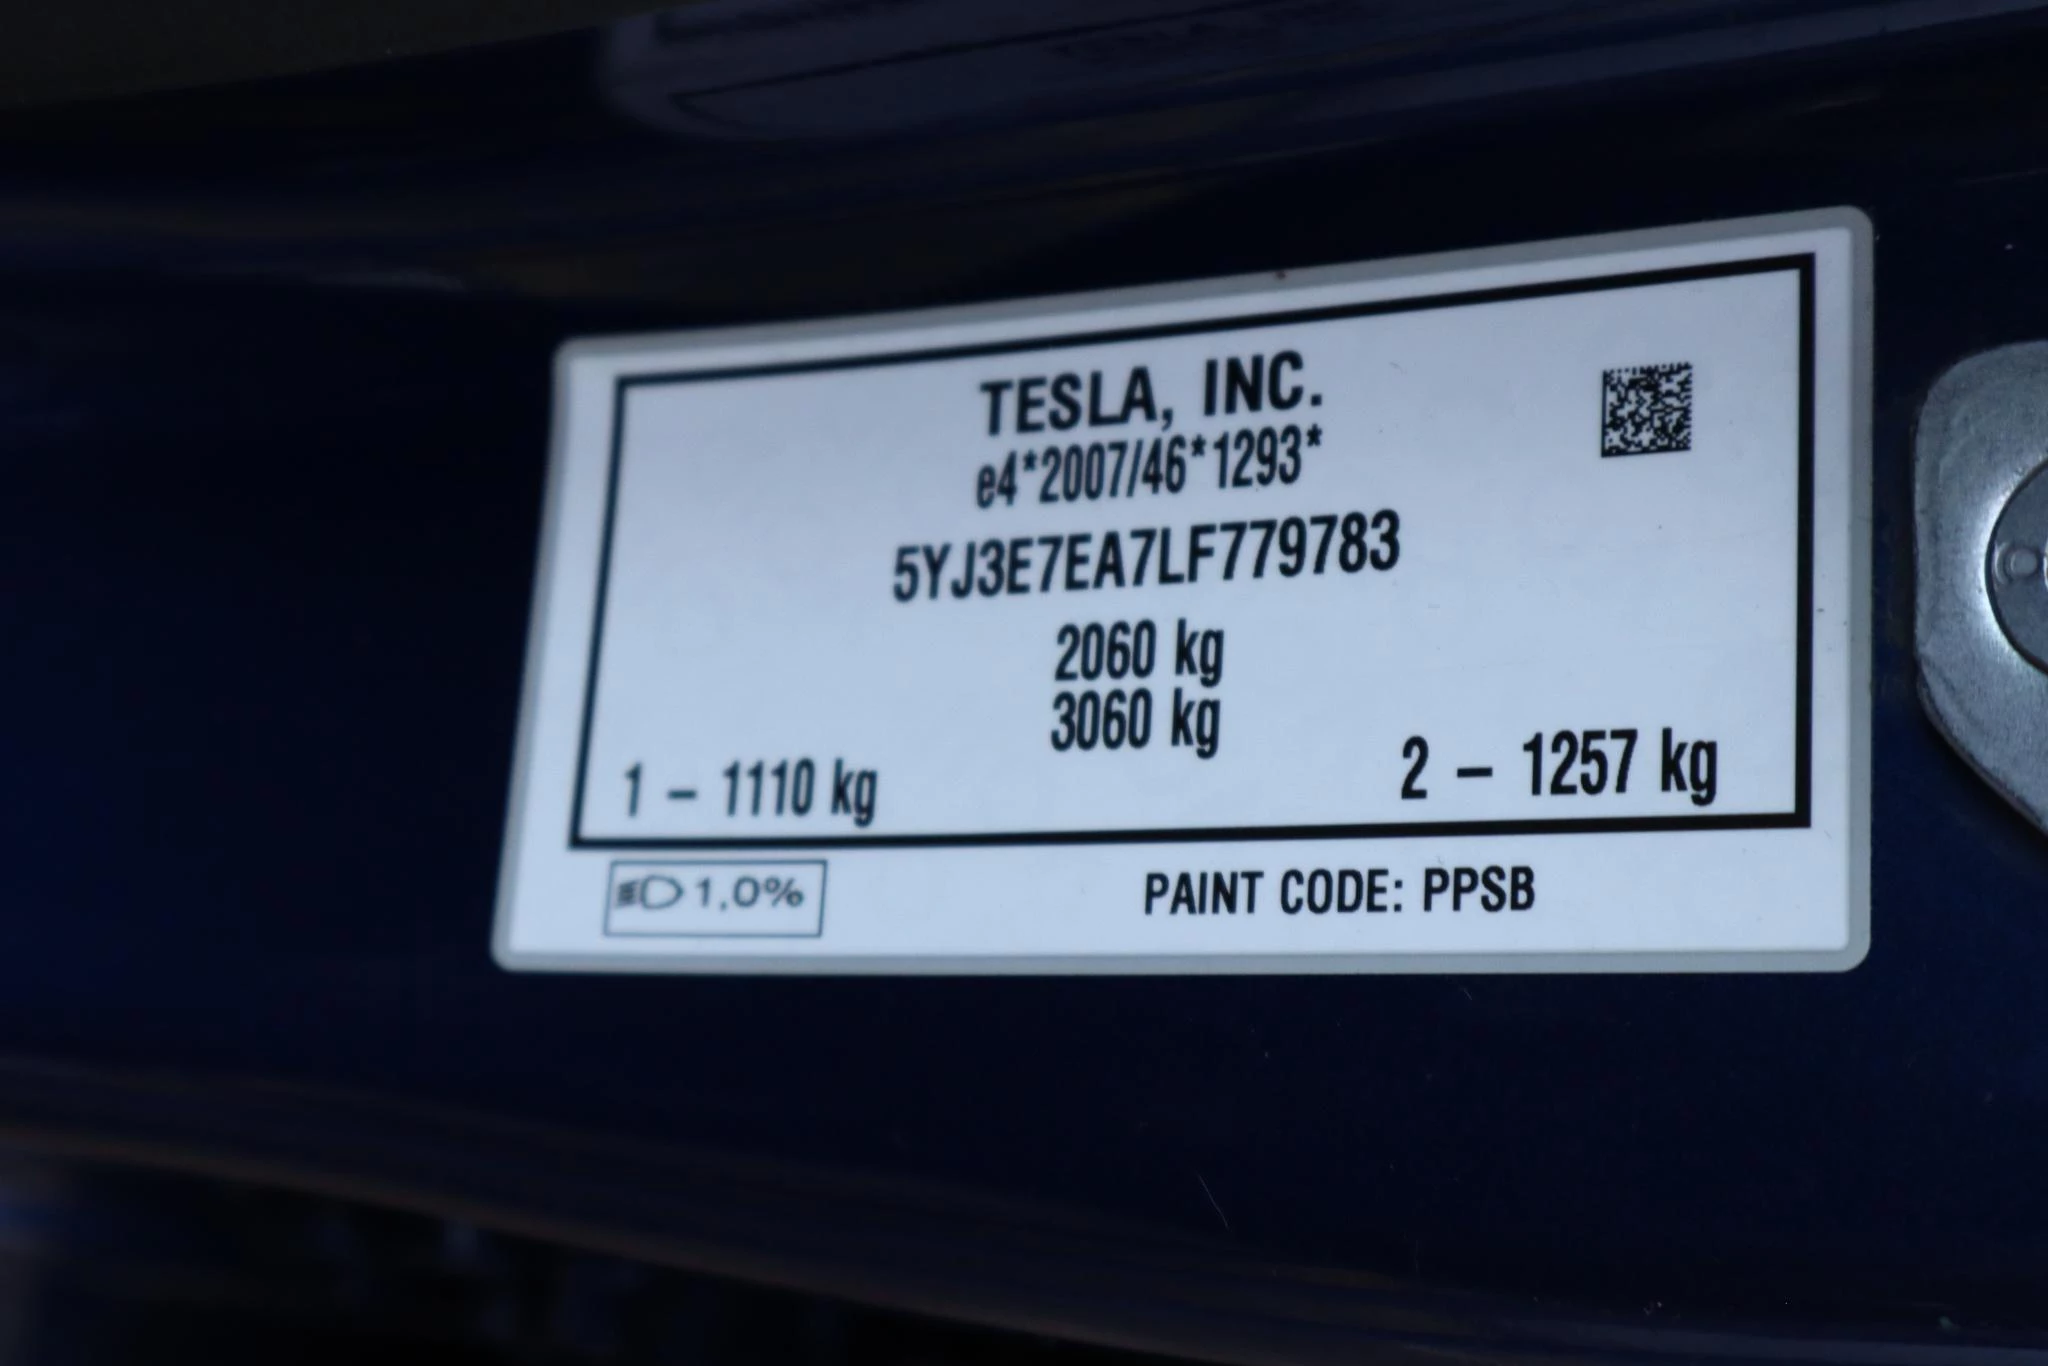 TESLA, INC.
e4*2007/46*1293*
5YJ3E7EA7LF779783
2060 kg
3060 kg
1 – 1110 kg
2 – 1257 kg
1,0%
PAINT CODE: PPSB